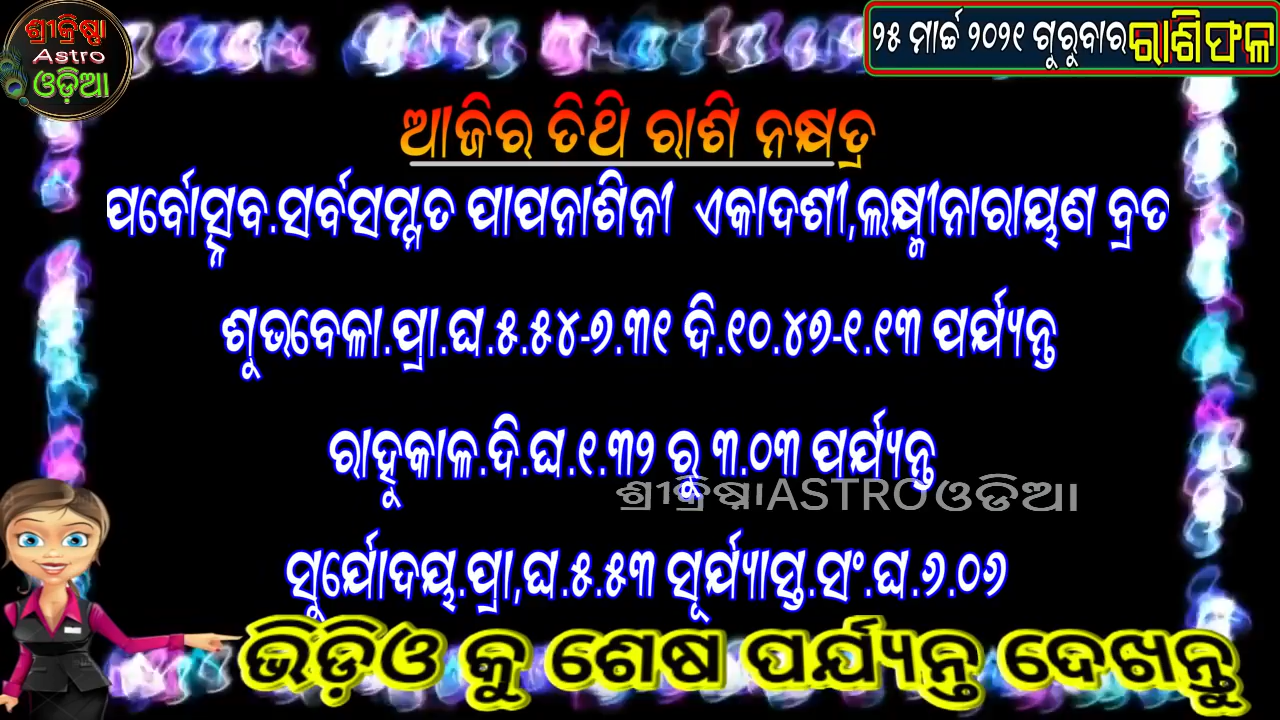 ଶ୍ରୀକ୍ରିଷ୍ଣା
Astro
ଓଡ଼ିଆ
୨୫ ମାର୍ଚ୍ଚ ୨୦୨୧ ଗୁରୁବାର ରାଶିଫଳ
ଆଜିର ତିଥି ରାଶି ନକ୍ଷତ୍ର
ପର୍ବୋତ୍ସବ.ସର୍ବସମ୍ମତ ପାପନାଶିନୀ ଏକାଦଶୀ,ଲକ୍ଷ୍ମୀନାରାୟଣ ବ୍ରତ
ଶୁଭବେଳା.ପ୍ରା.ଘ.୫.୫୪-୭.୩୧ ଦି.୧୦.୪୭-୧.୧୩ ପର୍ଯ୍ୟନ୍ତ
ରାହୁକାଳ.ଦି.ଘ.୧.୩୨ ରୁ ୩.୦୩ ପର୍ଯ୍ୟନ୍ତ
ଶ୍ରୀକ୍ରିଷ୍ନାASTROଓଡିଆ
ସୁର୍ଯୋଦୟ.ପ୍ରା,ଘ.୫.୫୩ ସୂର୍ଯ୍ୟାସ୍ତ.ସଂ.ଘ.୬.୦୬
ଭିଡ଼ିଓ କୁ ଶେଷ ପର୍ଯ୍ୟନ୍ତ ଦେଖନ୍ତୁ